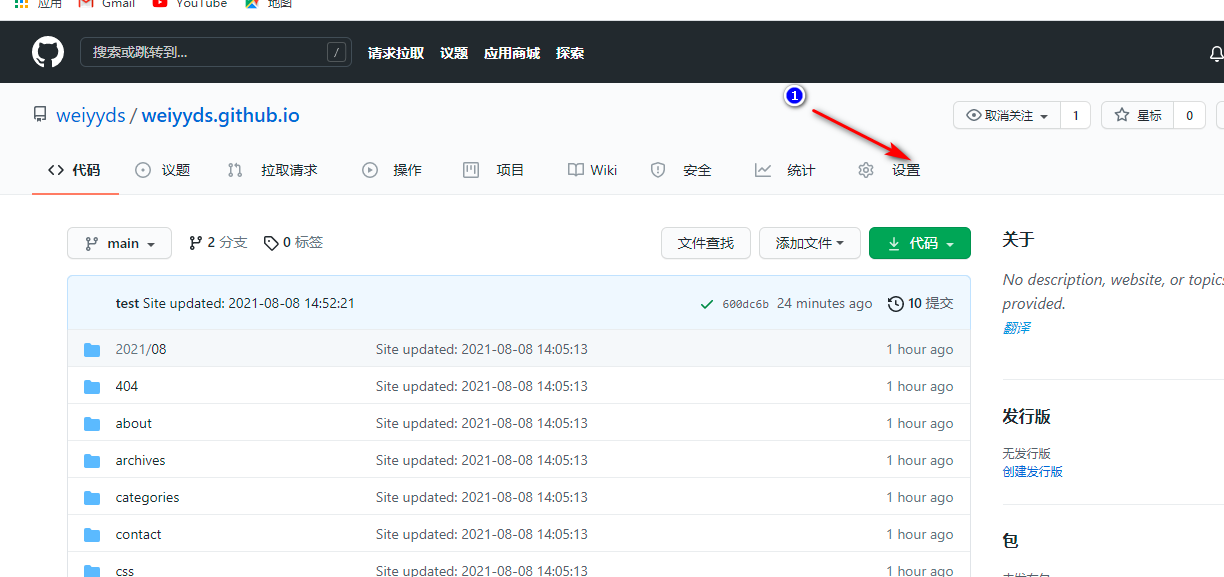 应用 Gmail YouTube 地图
搜索或跳转到... / 请求拉取 议题 应用商城 探索
1
weiyyds / weiyyds.github.io 取消关注 1 星标 0
代码 议题 拉取请求 操作 项目 Wiki 安全 统计 设置
main 2 分支 0 标签 文件查找 添加文件 代码 关于
No description, website, or topics
provided.
翻译
test Site updated: 2021-08-08 14:52:21 600dc6b 24 minutes ago 10 提交
2021/08 Site updated: 2021-08-08 14:05:13 1 hour ago
404 Site updated: 2021-08-08 14:05:13 1 hour ago
about Site updated: 2021-08-08 14:05:13 1 hour ago
发行版
archives Site updated: 2021-08-08 14:05:13 1 hour ago
无发行版
创建发行版
categories Site updated: 2021-08-08 14:05:13 1 hour ago
contact Site updated: 2021-08-08 14:05:13 1 hour ago
包
css Site updated: 2021-08-08 14:05:13 1 hour ago